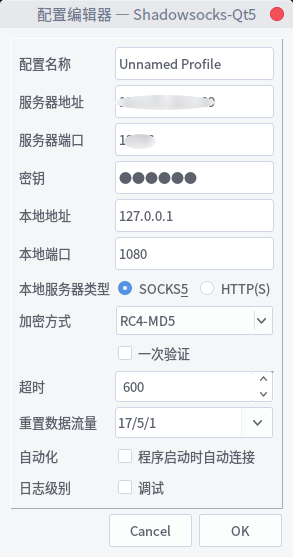 配置编辑器 — Shadowsocks-Qt5
配置名称 Unnamed Profile
服务器地址
服务器端口
密钥 ●●●●●●
本地地址 127.0.0.1
本地端口 1080
本地服务器类型 SOCKS5 HTTP(S)
加密方式 RC4-MD5
一次验证
超时 600
重置数据流量 17/5/1
自动化 程序启动时自动连接
日志级别 调试
Cancel OK